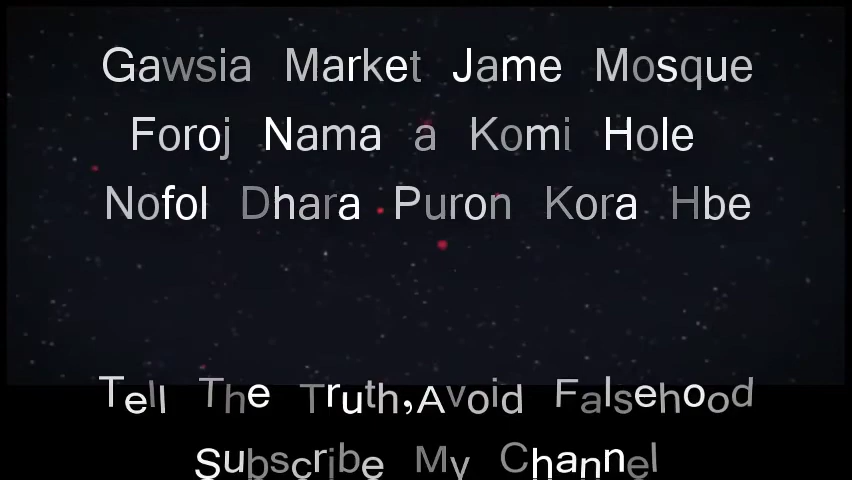 Gawsia Market Jame Mosque
Foroj Nama a Komi Hole
Nofol Dhara Puron Kora Hbe
Tell The Truth,Avoid Falsehood
Subscribe My Channel